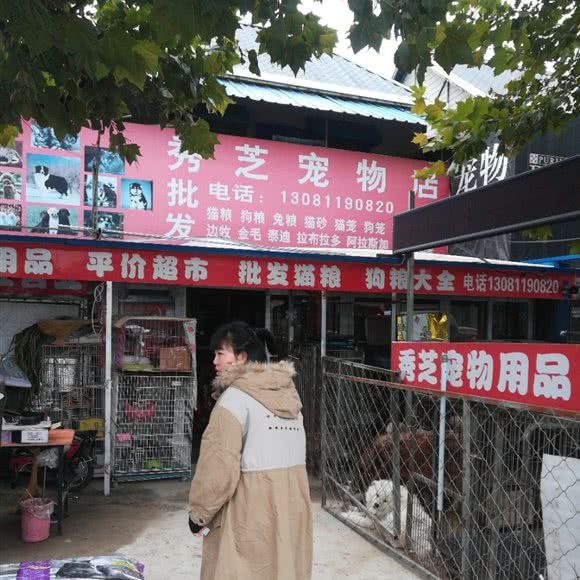 秀芝宠物店
批发
电话：13081190820
猫粮 狗粮 兔粮 猫砂 猫笼 狗笼
边牧 金毛 泰迪 拉布拉多 阿拉斯加
宠物
用品 平价超市 批发猫粮 狗粮大全 电话13081190820
秀芝宠物用品